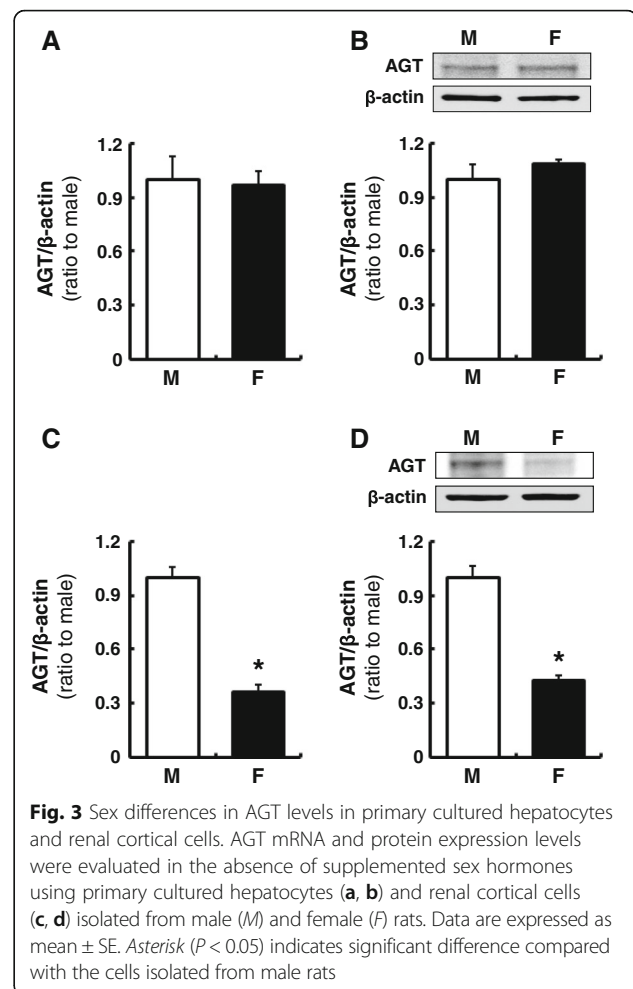 A
B
M F
AGT
β-actin
AGT/β-actin
(ratio to male)
1.2
0.9
0.6
0.3
0
M F
AGT/β-actin
(ratio to male)
1.2
0.9
0.6
0.3
0
M F
C
D
M F
AGT
β-actin
AGT/β-actin
(ratio to male)
1.2
0.9
0.6
0.3
0
*
M F
AGT/β-actin
(ratio to male)
1.2
0.9
0.6
0.3
0
*
M F
Fig. 3 Sex differences in AGT levels in primary cultured hepatocytes
and renal cortical cells. AGT mRNA and protein expression levels
were evaluated in the absence of supplemented sex hormones
using primary cultured hepatocytes (a, b) and renal cortical cells
(c, d) isolated from male (M) and female (F) rats. Data are expressed as
mean ± SE. Asterisk (P < 0.05) indicates significant difference compared
with the cells isolated from male rats